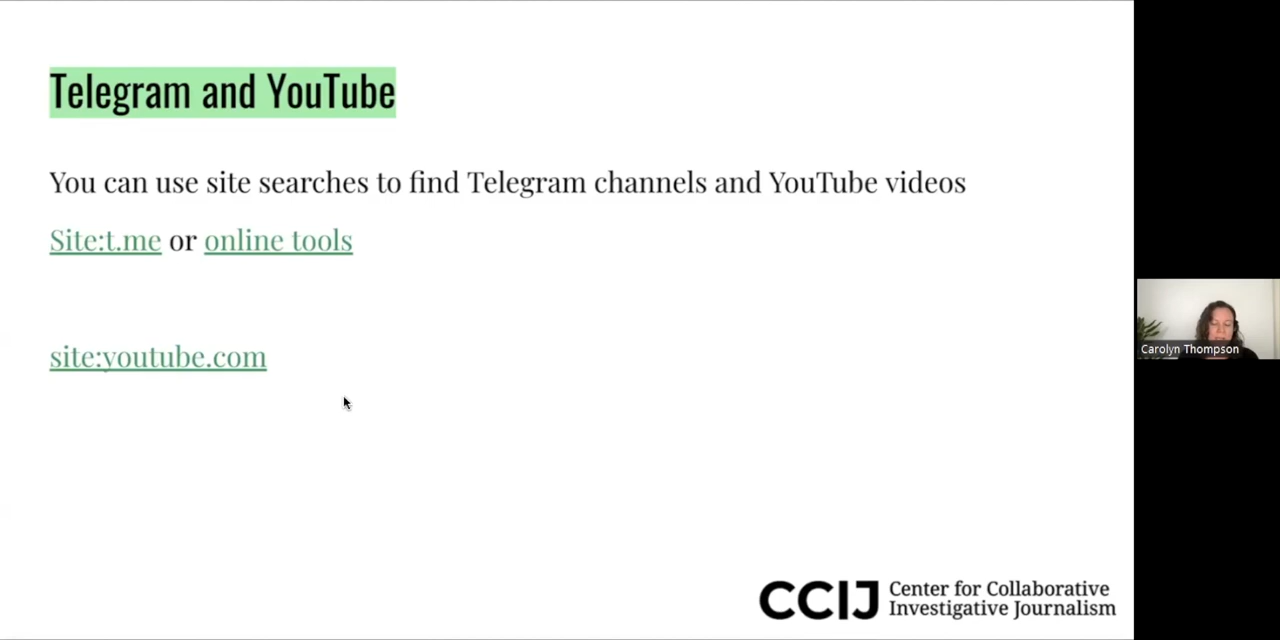 Telegram and YouTube
You can use site searches to find Telegram channels and YouTube videos
Site:t.me or online tools
site:youtube.com
Carolyn Thompson
CCIJ
Center for Collaborative
Investigative Journalism